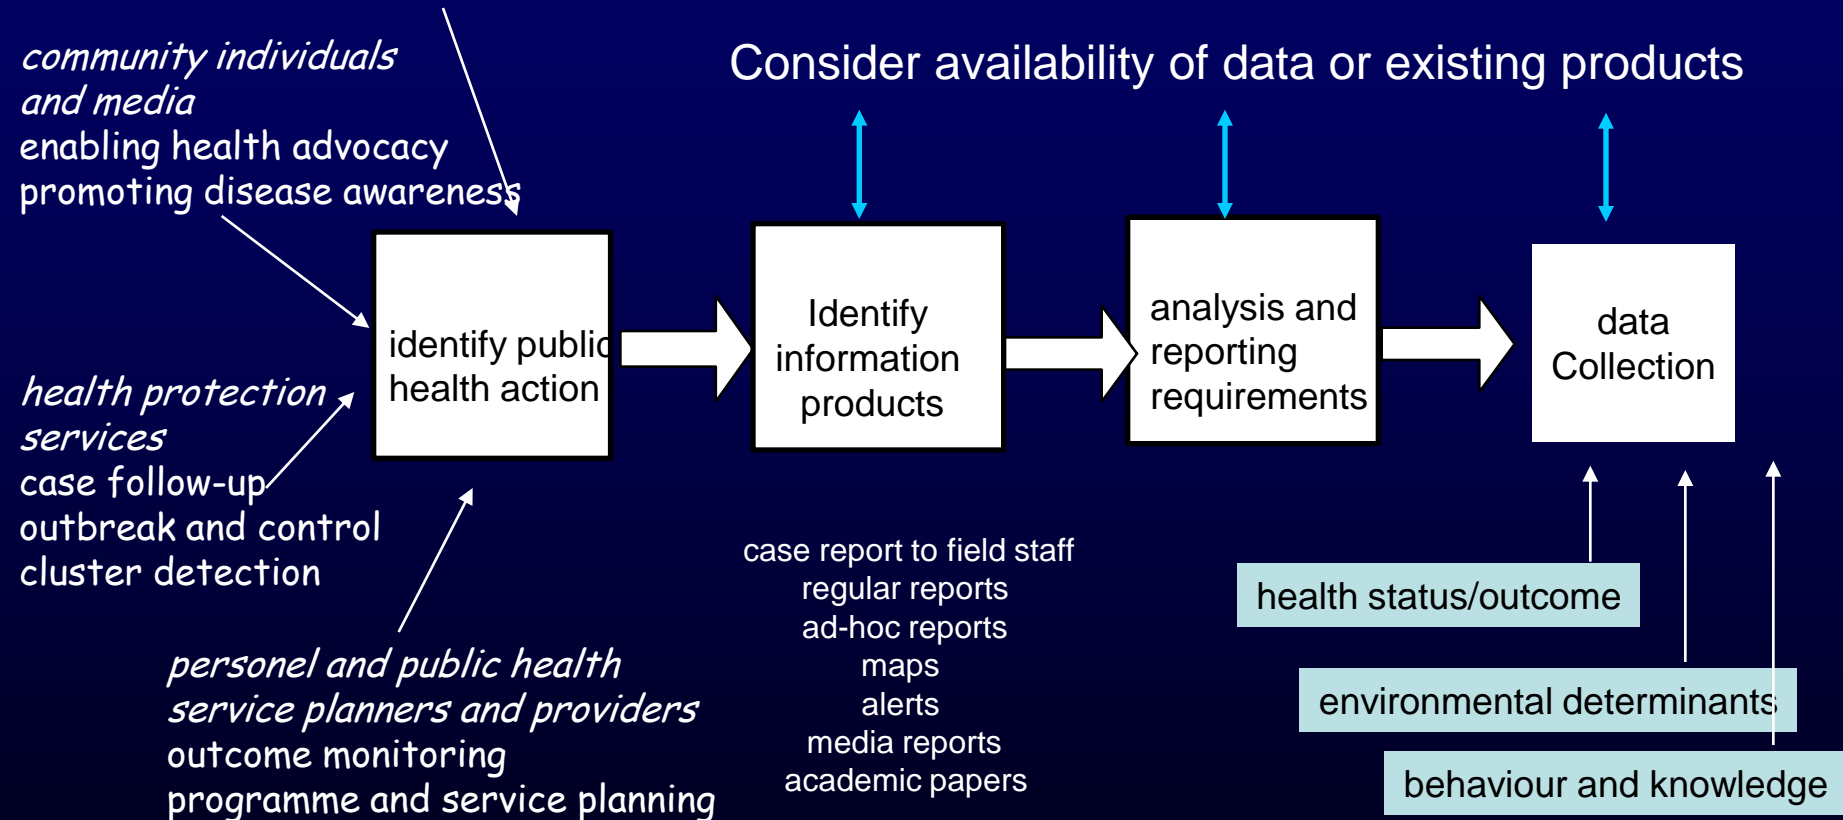 community individuals
and media
enabling health advocacy
promoting disease awareness
Consider availability of data or existing products
identify public
health action
Identify
information
products
analysis and
reporting
requirements
data
Collection
health protection
services
case follow-up
outbreak and control
cluster detection
personel and public health
service planners and providers
outcome monitoring
programme and service planning
case report to field staff
regular reports
ad-hoc reports
maps
alerts
media reports
academic papers
health status/outcome
environmental determinants
behaviour and knowledge